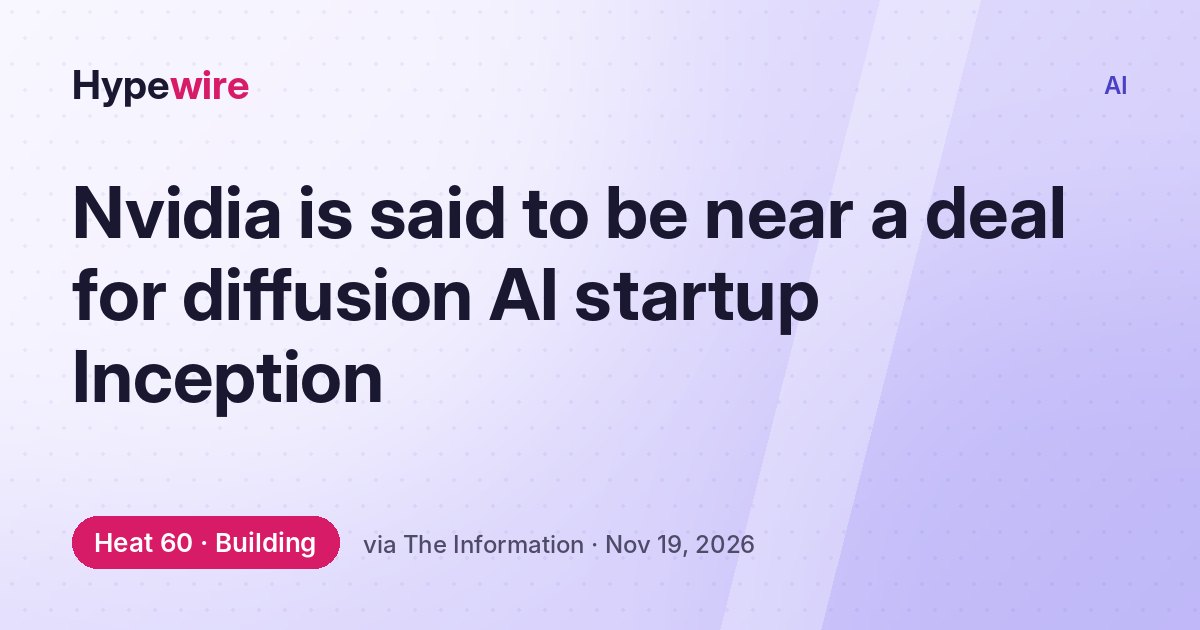 Hypewire
AI
Nvidia is said to be near a deal
for diffusion AI startup
Inception
Heat 60 · Building
via The Information · Nov 19, 2026